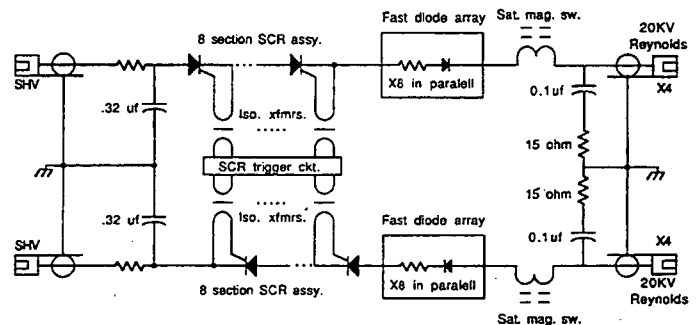 8 section SCR assy.
Fast diode array
Sat. mag. sw.
20KV
Reynolds
SHV
X8 in paralell
X4
.32 uf
Iso. xfmrs.
0.1uf
15 ohm
SCR trigger ckt.
15 ohm
.32 uf
Iso. xfmrs.
Fast diode array
0.1uf
SHV
X4
X8 in paralell
20KV
Reynolds
8 section SCR assy.
Sat. mag. sw.